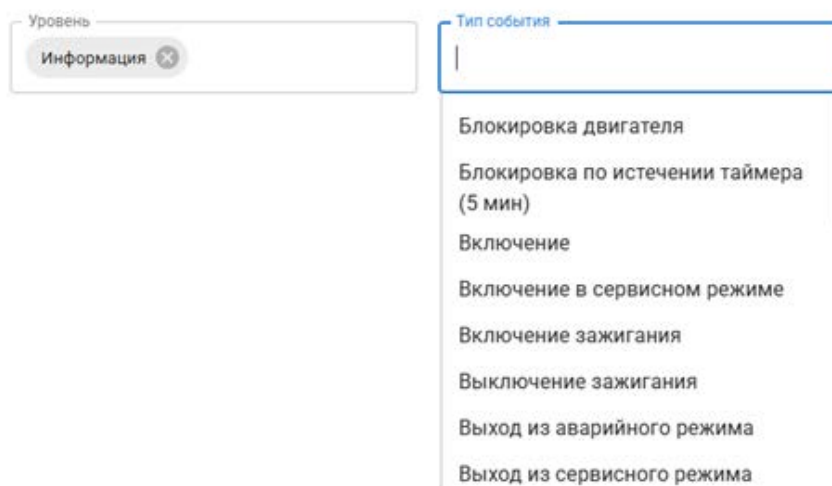 Уровень
Информация
Тип события
Блокировка двигателя
Блокировка по истечении таймера
(5 мин)
Включение
Включение в сервисном режиме
Включение зажигания
Выключение зажигания
Выход из аварийного режима
Выход из сервисного режима